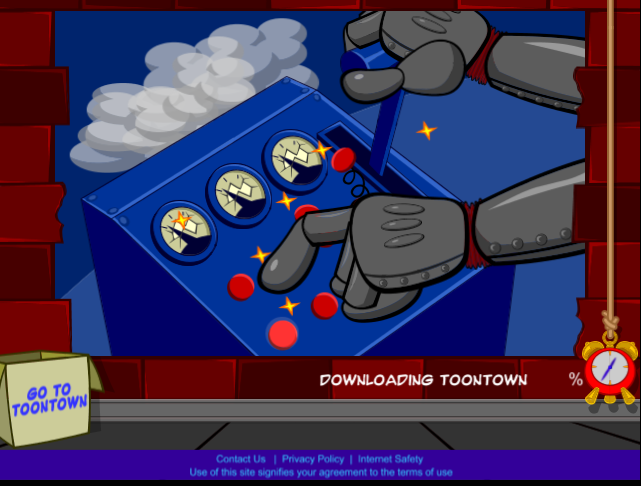 DOWNLOADING TOONTOWN %
GO TO
TOONTOWN
Contact Us | Privacy Policy | Internet Safety
Use of this site signifies your agreement to the terms of use